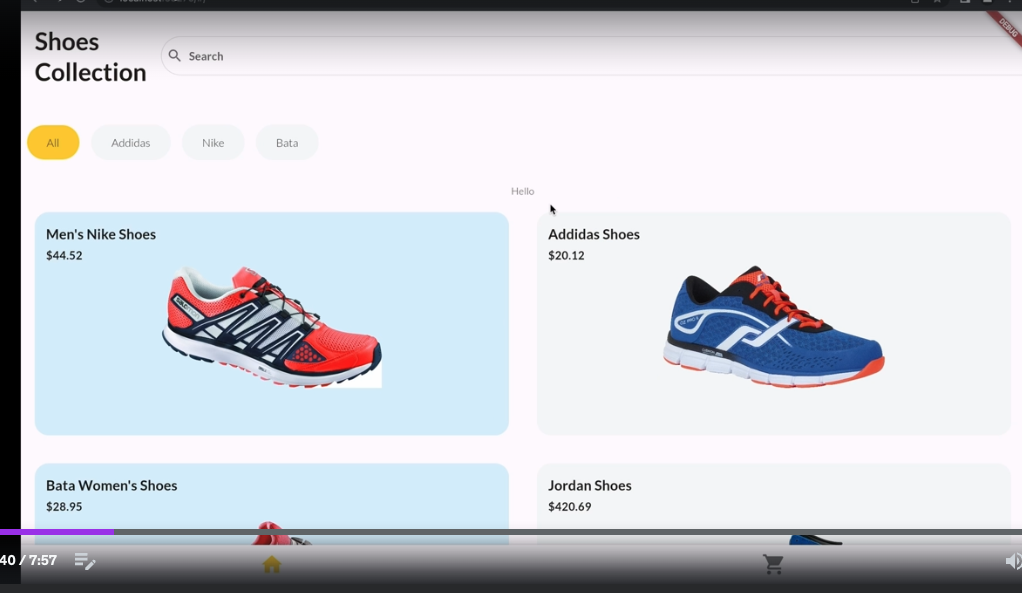 DEBUG
Shoes
Collection
Search
All
Addidas
Nike
Bata
Hello
Men's Nike Shoes
$44.52
Addidas Shoes
$20.12
Bata Women's Shoes
$28.95
Jordan Shoes
$420.69
40 / 7:57